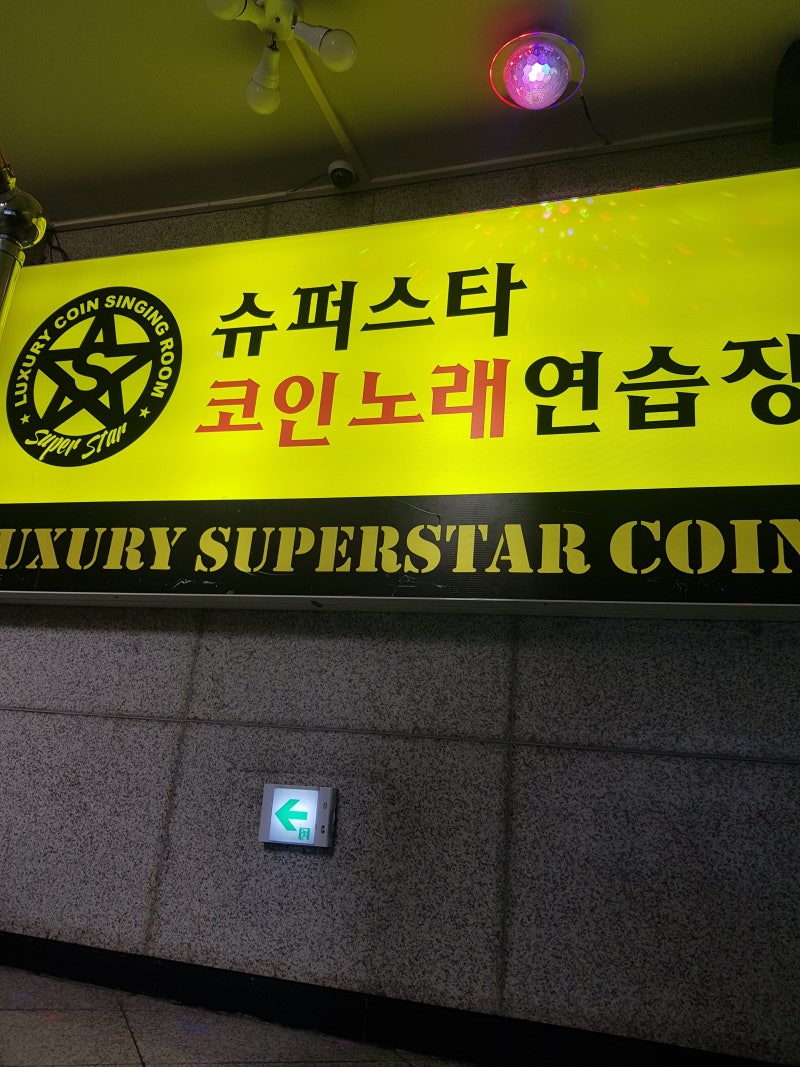 LUXURY COIN SINGING ROOM
S
Super Star
슈퍼스타
코인노래연습장
LUXURY SUPERSTAR COIN